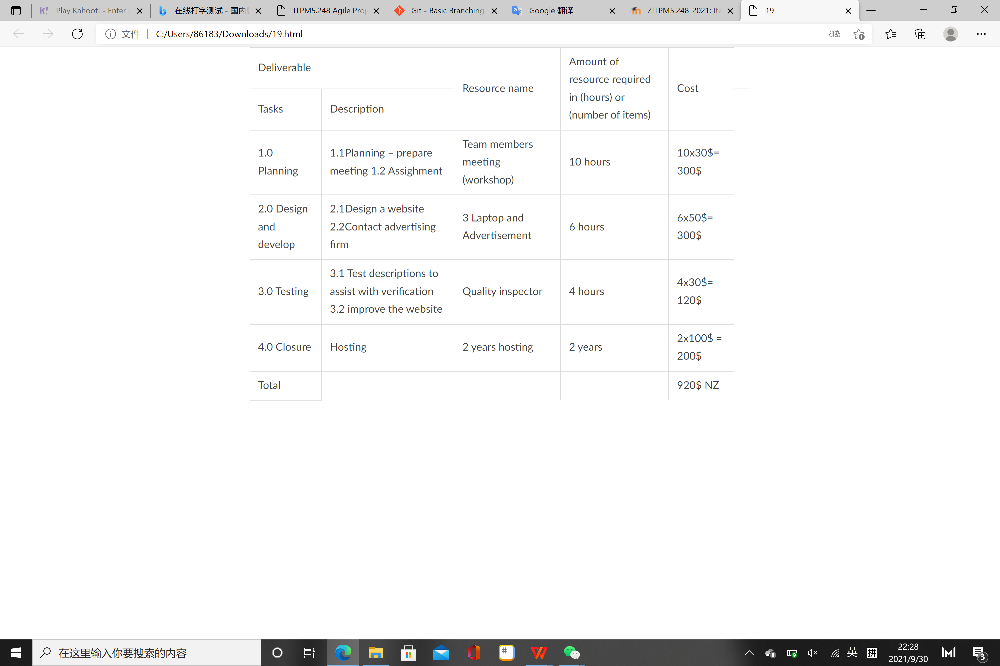 Play Kahoot! - Enter
在线打字测试 - 国内
ITPM5.248 Agile Proj
Git - Basic Branching
Google 翻译
ZITPM5.248_2021: Ite
19
文件
C:/Users/86183/Downloads/19.html
aあ
Deliverable
Resource name
Amount of
resource required
in (hours) or
(number of items)
Cost
Tasks
Description
1.0
Planning
1.1Planning – prepare
meeting 1.2 Assighment
Team members
meeting
(workshop)
10 hours
10x30$=
300$
2.0 Design
and
develop
2.1Design a website
2.2Contact advertising
firm
3 Laptop and
Advertisement
6 hours
6x50$=
300$
3.0 Testing
3.1 Test descriptions to
assist with verification
3.2 improve the website
Quality inspector
4 hours
4x30$=
120$
4.0 Closure
Hosting
2 years hosting
2 years
2x100$ =
200$
Total
920$ NZ
在这里输入你要搜索的内容
英
拼
22:28
2021/9/30
3